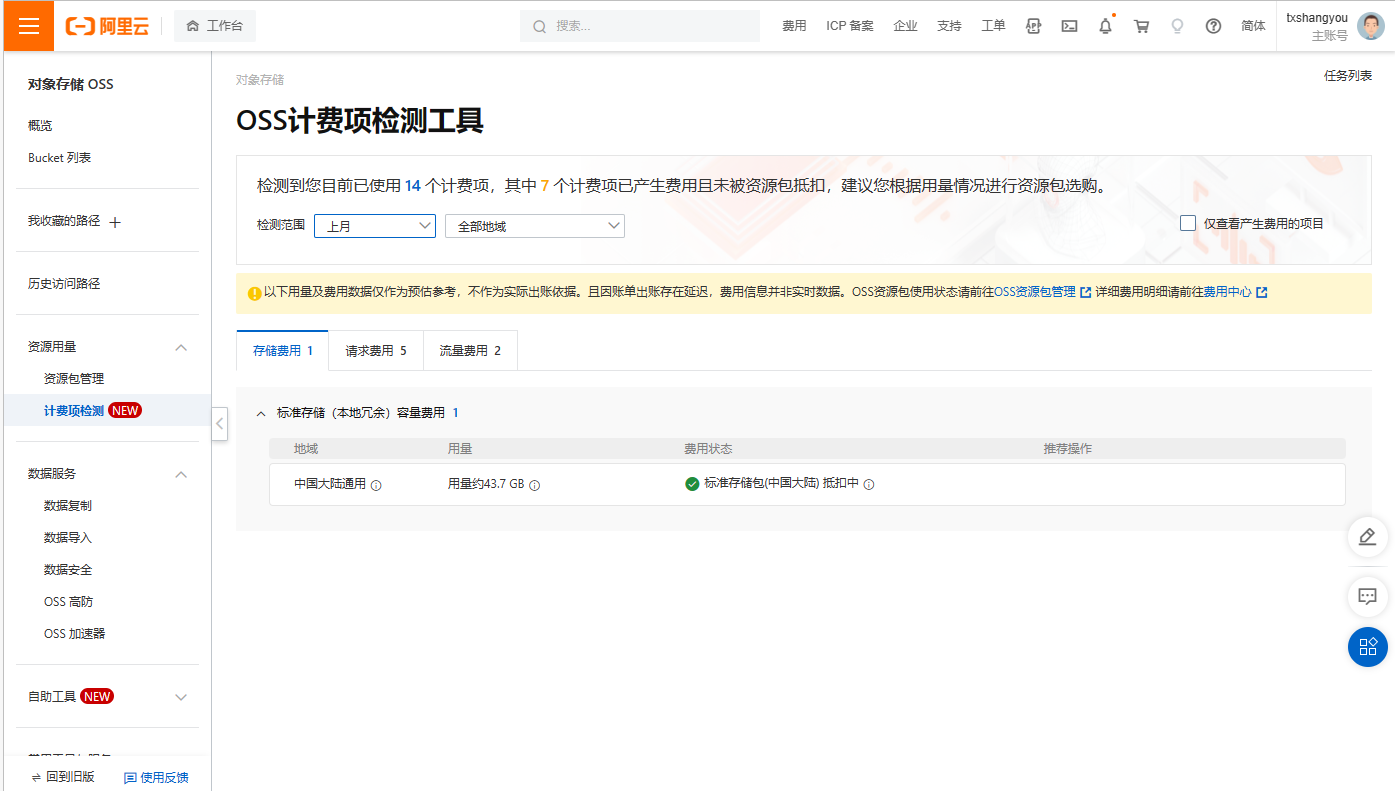 阿里云
工作台
搜索...
费用
ICP 备案
企业
支持
工单
简体
txshangyou
主账号
对象存储 OSS
概览
Bucket 列表
我收藏的路径
历史访问路径
资源用量
资源包管理
计费项检测 NEW
数据服务
数据复制
数据导入
数据安全
OSS 高防
OSS 加速器
自助工具 NEW
回到旧版
使用反馈
对象存储
任务列表
OSS计费项检测工具
检测到您目前已使用 14 个计费项，其中 7 个计费项已产生费用且未被资源包抵扣，建议您根据用量情况进行资源包选购。
检测范围 上月 全部地域 仅查看产生费用的项目
以下用量及费用数据仅作为预估参考，不作为实际出账依据。且因账单出账存在延迟，费用信息并非实时数据。OSS资源包使用状态请前往OSS资源包管理 详细费用明细请前往费用中心
存储费用 1 请求费用 5 流量费用 2
标准存储（本地冗余）容量费用 1
地域 用量 费用状态 推荐操作
中国大陆通用 用量约43.7 GB 标准存储包(中国大陆) 抵扣中